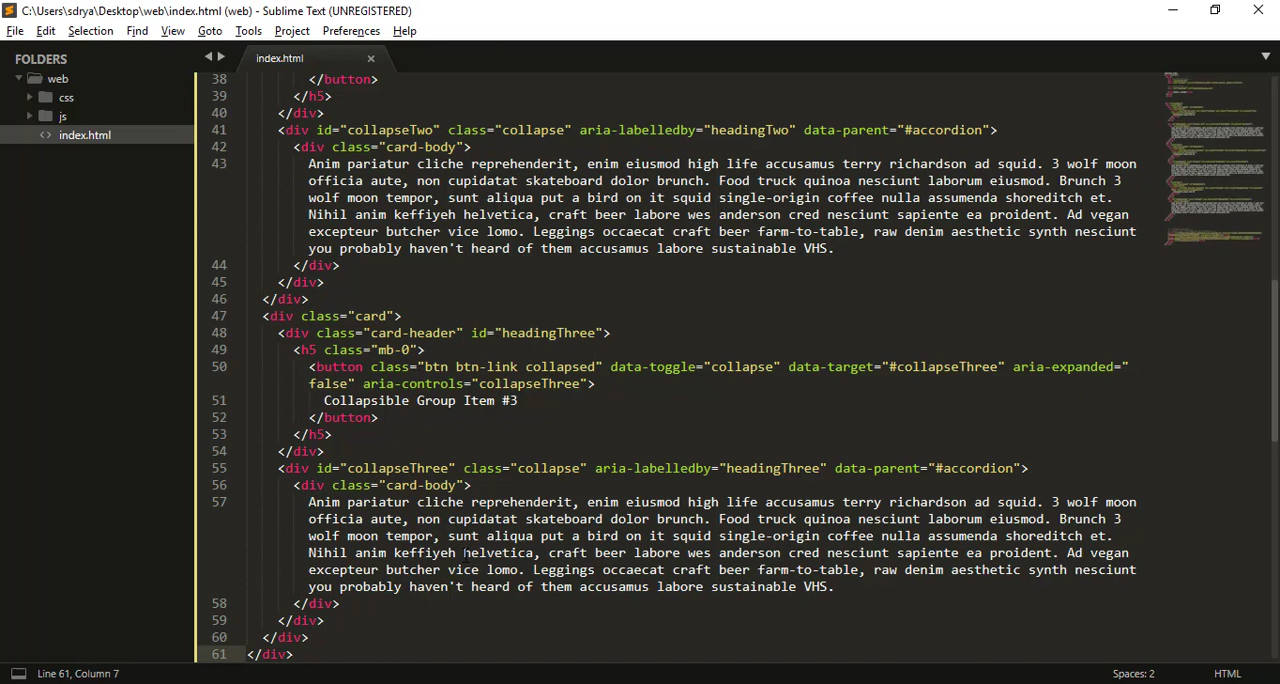 C:\Users\sdrya\Desktop\web\index.html (web) - Sublime Text (UNREGISTERED)
File Edit Selection Find View Goto Tools Project Preferences Help
FOLDERS
web
css
js
index.html
index.html
38 </button>
39 </h5>
40 </div>
41 <div id="collapseTwo" class="collapse" aria-labelledby="headingTwo" data-parent="#accordion">
42 <div class="card-body">
43 Anim pariatur cliche reprehenderit, enim eiusmod high life accusamus terry richardson ad squid. 3 wolf moon
officia aute, non cupidatat skateboard dolor brunch. Food truck quinoa nesciunt laborum eiusmod. Brunch 3
wolf moon tempor, sunt aliqua put a bird on it squid single-origin coffee nulla assumenda shoreditch et.
Nihil anim keffiyeh helvetica, craft beer labore wes anderson cred nesciunt sapiente ea proident. Ad vegan
excepteur butcher vice lomo. Leggings occaecat craft beer farm-to-table, raw denim aesthetic synth nesciunt
you probably haven't heard of them accusamus labore sustainable VHS.
44 </div>
45 </div>
46 </div>
47 <div class="card">
48 <div class="card-header" id="headingThree">
49 <h5 class="mb-0">
50 <button class="btn btn-link collapsed" data-toggle="collapse" data-target="#collapseThree" aria-expanded="
false" aria-controls="collapseThree">
51 Collapsible Group Item #3
52 </button>
53 </h5>
54 </div>
55 <div id="collapseThree" class="collapse" aria-labelledby="headingThree" data-parent="#accordion">
56 <div class="card-body">
57 Anim pariatur cliche reprehenderit, enim eiusmod high life accusamus terry richardson ad squid. 3 wolf moon
officia aute, non cupidatat skateboard dolor brunch. Food truck quinoa nesciunt laborum eiusmod. Brunch 3
wolf moon tempor, sunt aliqua put a bird on it squid single-origin coffee nulla assumenda shoreditch et.
Nihil anim keffiyeh helvetica, craft beer labore wes anderson cred nesciunt sapiente ea proident. Ad vegan
excepteur butcher vice lomo. Leggings occaecat craft beer farm-to-table, raw denim aesthetic synth nesciunt
you probably haven't heard of them accusamus labore sustainable VHS.
58 </div>
59 </div>
60 </div>
61 </div>
Line 61, Column 7
Spaces: 2
HTML